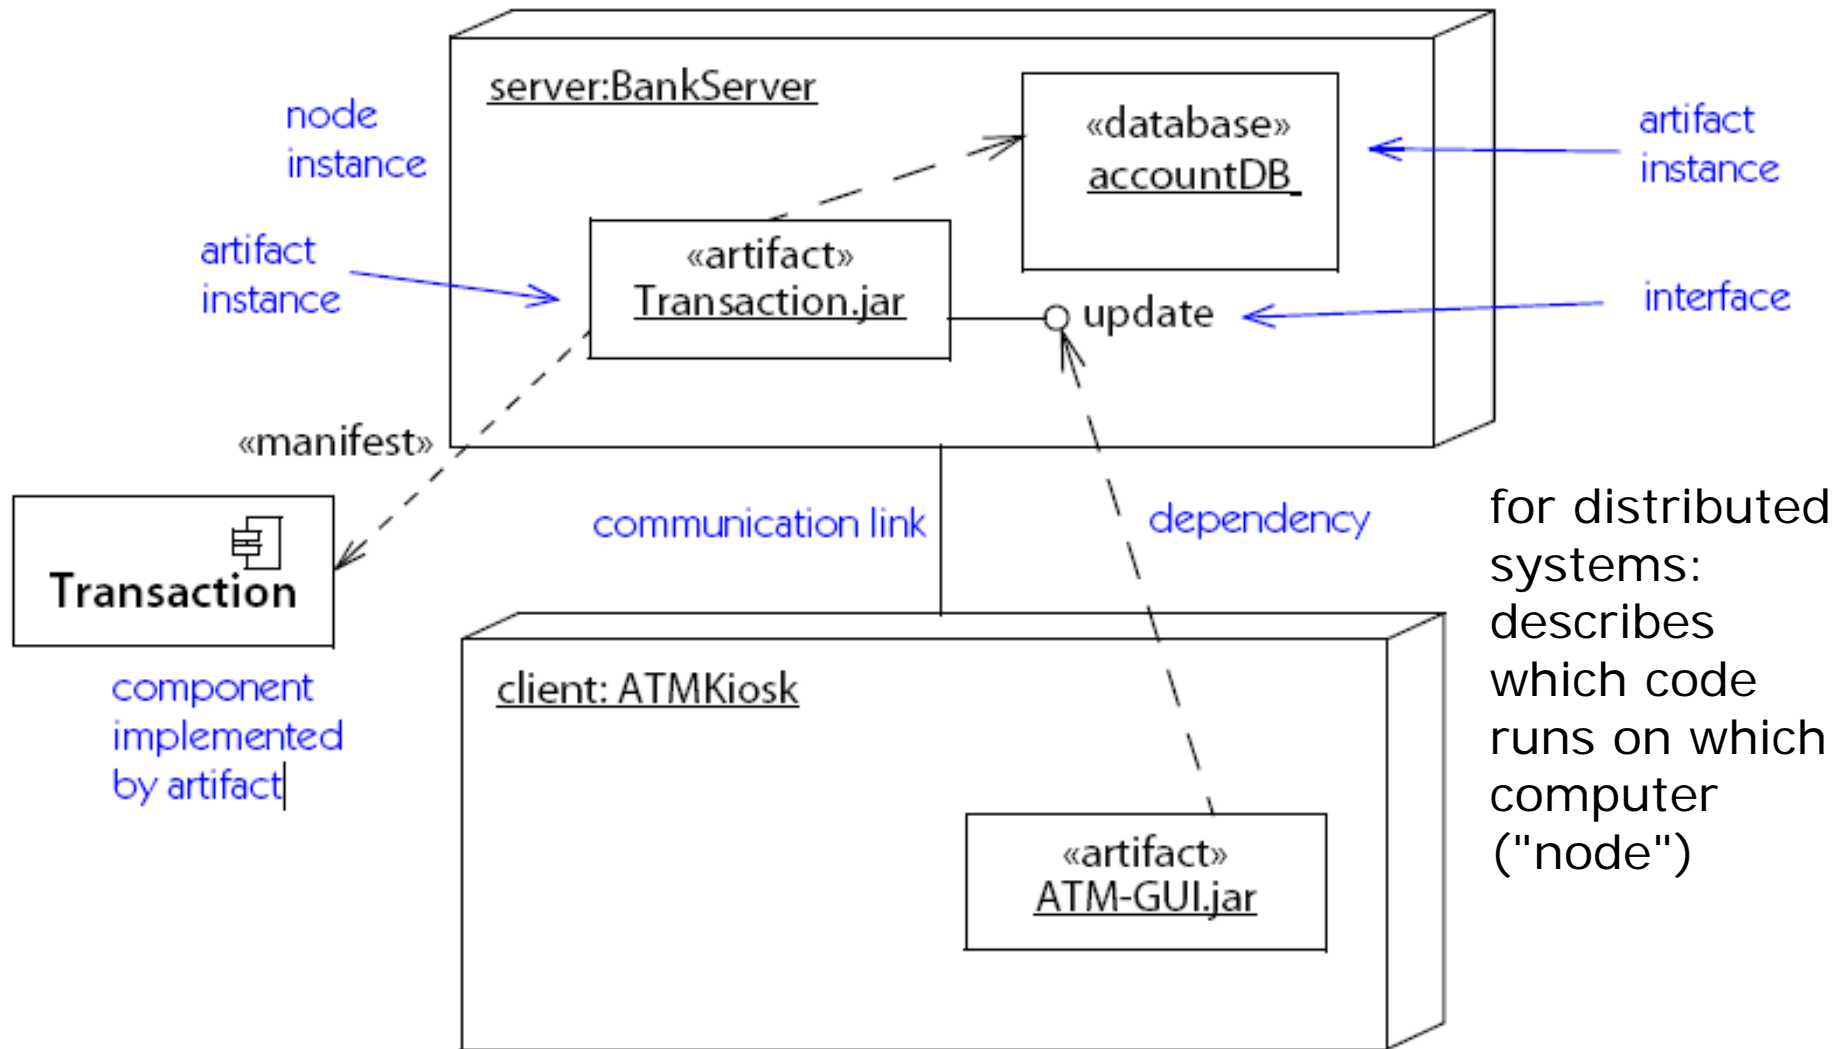 server:BankServer
node
instance
«database»
accountDB_
artifact
instance
artifact
instance
«artifact»
Transaction.jar
update
interface
«manifest»
Transaction
component
implemented
by artifact
communication link
dependency
client: ATMKiosk
«artifact»
ATM-GUI.jar
for distributed
systems:
describes
which code
runs on which
computer
("node")